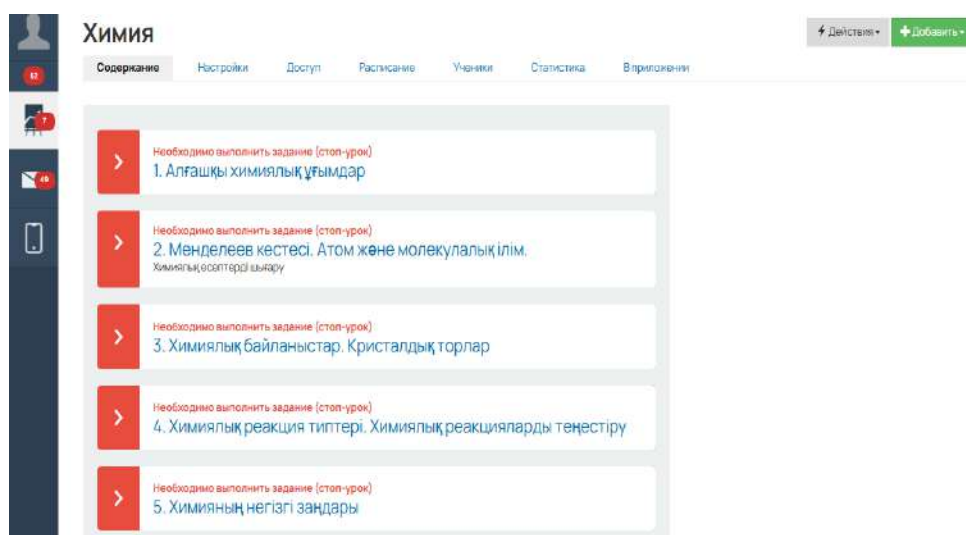 Химия
Действия
Добавить
Содержание Настройки Доступ Расписание Ученики Статистика В приложении
62
7
49
Необходимо выполнить задание (стоп-урок)
1. Алғашқы химиялық ұғымдар
Необходимо выполнить задание (стоп-урок)
2. Менделеев кестесі. Атом және молекулалық ілім.
Химиялық есептерді шығару
Необходимо выполнить задание (стоп-урок)
3. Химиялық байланыстар. Кристалдық торлар
Необходимо выполнить задание (стоп-урок)
4. Химиялық реакция типтері. Химиялық реакцияларды теңестіру
Необходимо выполнить задание (стоп-урок)
5. Химияның негізгі заңдары